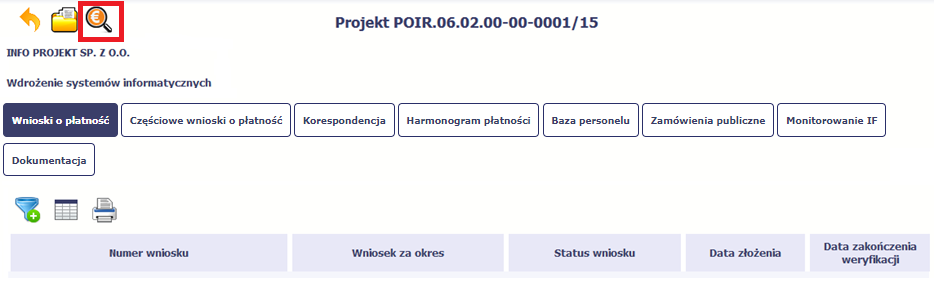 Projekt POIR.06.02.00-00-0001/15
INFO PROJEKT SP. Z O.O.
Wdrożenie systemów informatycznych
Wnioski o płatność
Częściowe wnioski o płatność
Korespondencja
Harmonogram płatności
Baza personelu
Zamówienia publiczne
Monitorowanie IF
Dokumentacja
Numer wniosku
Wniosek za okres
Status wniosku
Data złożenia
Data zakończenia
weryfikacji